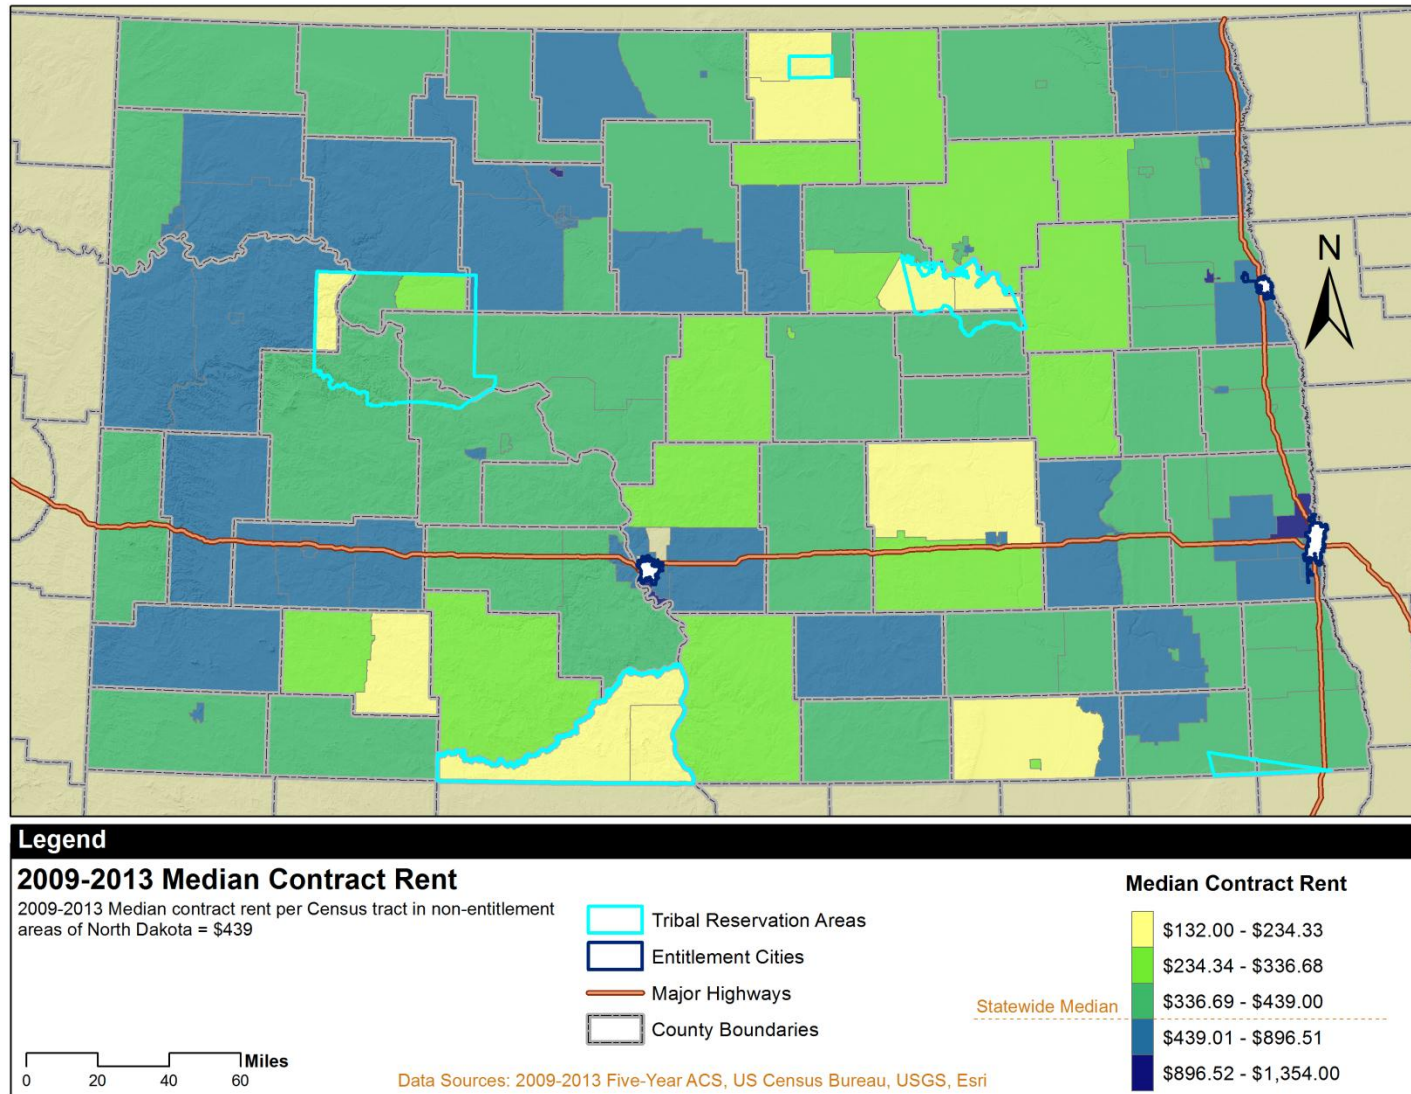 N
Legend
2009-2013 Median Contract Rent
2009-2013 Median contract rent per Census tract in non-entitlement
areas of North Dakota = $439
Tribal Reservation Areas
Entitlement Cities
Major Highways
County Boundaries
Miles
0 20 40 60
Data Sources: 2009-2013 Five-Year ACS, US Census Bureau, USGS, Esri
Median Contract Rent
$132.00 - $234.33
$234.34 - $336.68
$336.69 - $439.00
Statewide Median
$439.01 - $896.51
$896.52 - $1,354.00